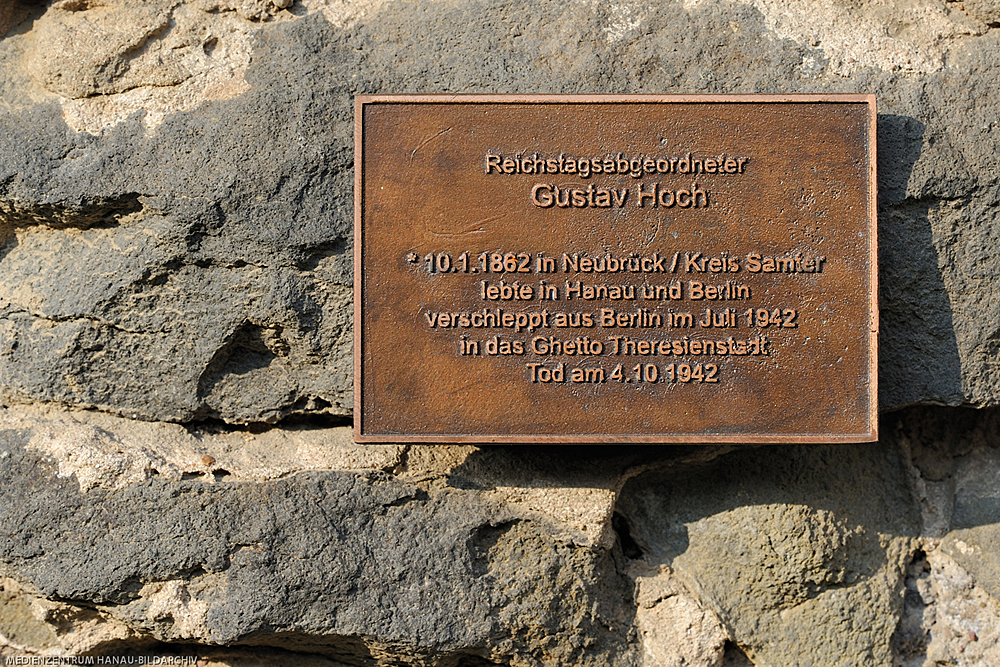 Reichstagsabgeordneter
Gustav Hoch
* 10.1.1862 in Neubrück / Kreis Samter
lebte in Hanau und Berlin
verschleppt aus Berlin im Juli 1942
in das Ghetto Theresienstadt
Tod am 4.10.1942
MEDIENZENTRUM HANAU-BILDARCHIV